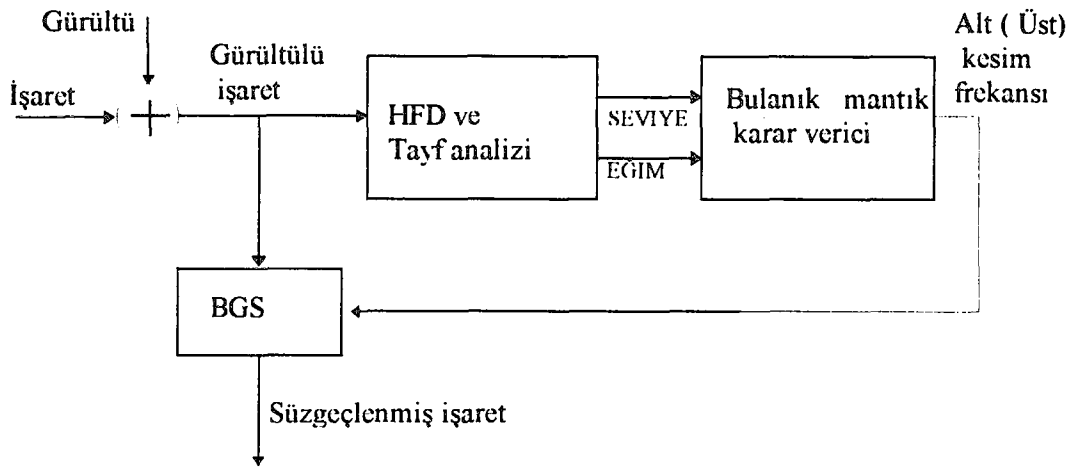 Gürültü
İşaret
Gürültülü
işaret
HFD ve
Tayf analizi
SEVIYE
EĞIM
Bulanık mantık
karar verici
Alt ( Üst)
kesim
frekansı
BGS
Süzgeçlenmiş işaret